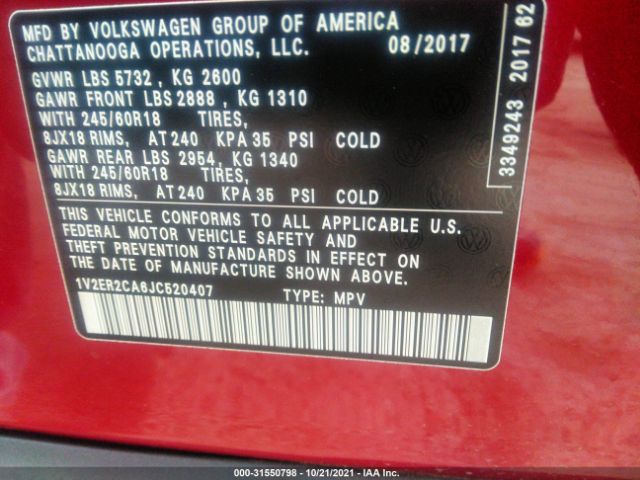 MFD BY VOLKSWAGEN GROUP OF AMERICA
CHATTANOOGA OPERATIONS, LLC. 08/2017
GVWR LBS 5732 , KG 2600
GAWR FRONT LBS 2888 , KG 1310
WITH 245/60R18 TIRES,
8JX18 RIMS, AT 240 KPA 35 PSI COLD
GAWR REAR LBS 2954 , KG 1340
WITH 245/60R18 TIRES,
8JX18 RIMS, AT 240 KPA 35 PSI COLD
THIS VEHICLE CONFORMS TO ALL APPLICABLE U.S.
FEDERAL MOTOR VEHICLE SAFETY AND
THEFT PREVENTION STANDARDS IN EFFECT ON
THE DATE OF MANUFACTURE SHOWN ABOVE.
1V2ER2CA6JC520407 TYPE: MPV
3349243 2017 62
000-31550798 - 10/21/2021 - IAA Inc.